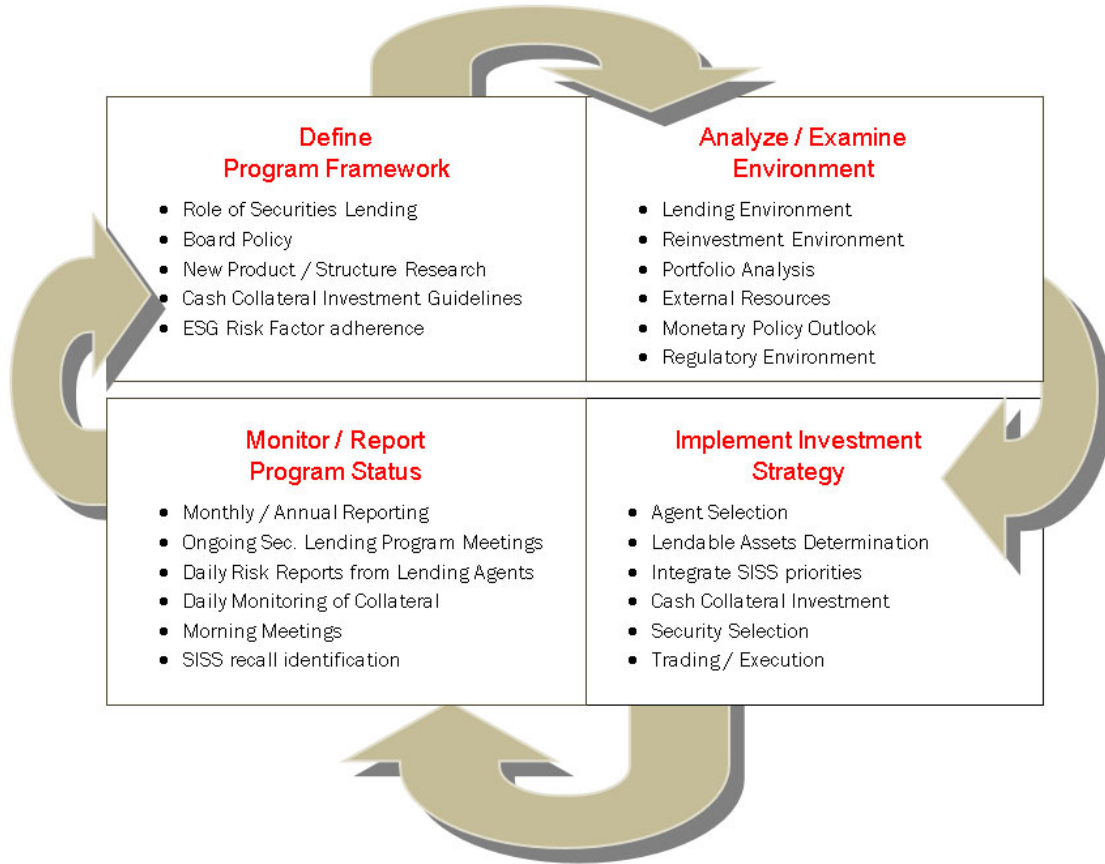 Define
Program Framework
• Role of Securities Lending
• Board Policy
• New Product / Structure Research
• Cash Collateral Investment Guidelines
• ESG Risk Factor adherence
Analyze / Examine
Environment
• Lending Environment
• Reinvestment Environment
• Portfolio Analysis
• External Resources
• Monetary Policy Outlook
• Regulatory Environment
Monitor / Report
Program Status
• Monthly / Annual Reporting
• Ongoing Sec. Lending Program Meetings
• Daily Risk Reports from Lending Agents
• Daily Monitoring of Collateral
• Morning Meetings
• SISS recall identification
Implement Investment
Strategy
• Agent Selection
• Lendable Assets Determination
• Integrate SISS priorities
• Cash Collateral Investment
• Security Selection
• Trading / Execution